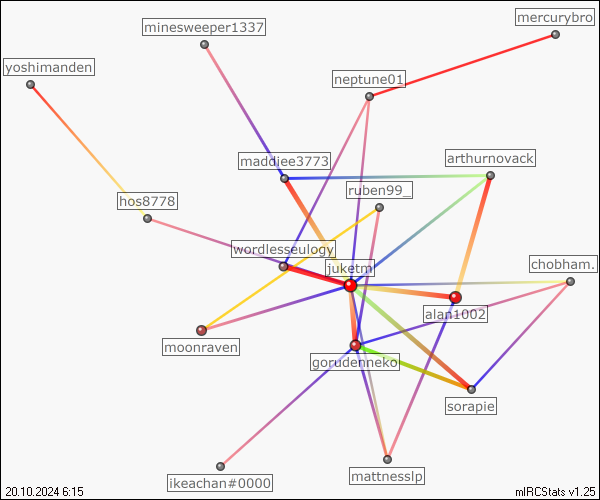 mercurybro
minesweeper1337
yoshimanden
neptune01
maddiee3773
arthurnovack
ruben99_
hos8778
wordlesseulogy
juketm
chobham.
alan1002
moonraven
gorudenneko
sorapie
mattnesslp
ikeachan#0000
20.10.2024 6:15
mIRCStats v1.25